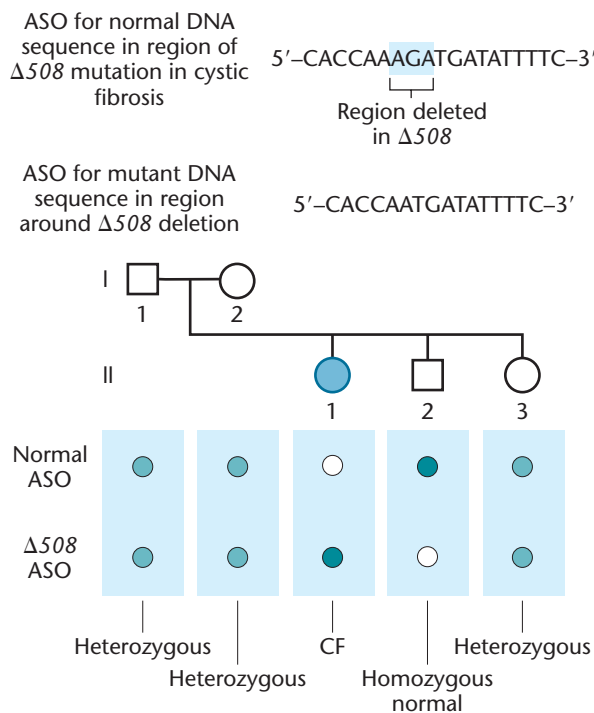 ASO for normal DNA
sequence in region of
Δ508 mutation in cystic
fibrosis
5′–CACCAAAGATGATATTTTC–3′
Region deleted
in Δ508
ASO for mutant DNA
sequence in region
around Δ508 deletion
5′–CACCAATGATATTTTC–3′
I
1 2
II
1 2 3
Normal
ASO
Δ508
ASO
Heterozygous
Heterozygous
CF
Homozygous
normal
Heterozygous